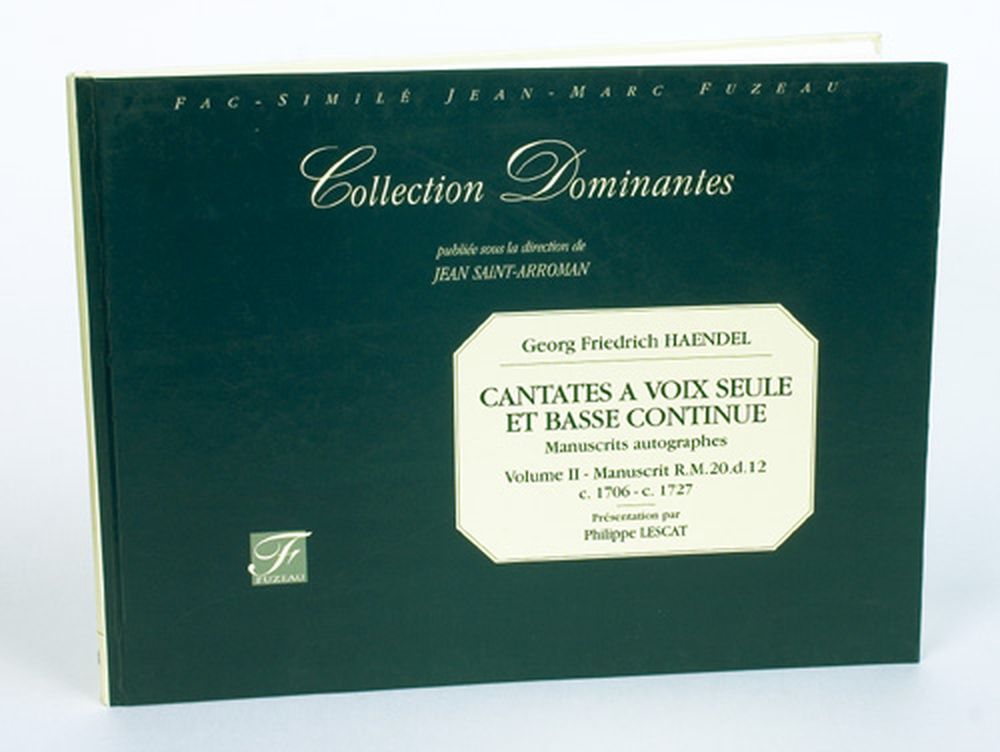 FAC-SIMILÉ JEAN-MARC FUZEAU
Collection Dominantes
publiée sous la direction de
JEAN SAINT-ARROMAN
Georg Friedrich HAENDEL
CANTATES A VOIX SEULE
ET BASSE CONTINUE
Manuscrits autographes
Volume II - Manuscrit R.M.20.d.12
c. 1706 - c. 1727
Présentation par
Philippe LESCAT
Fr
FUZEAU